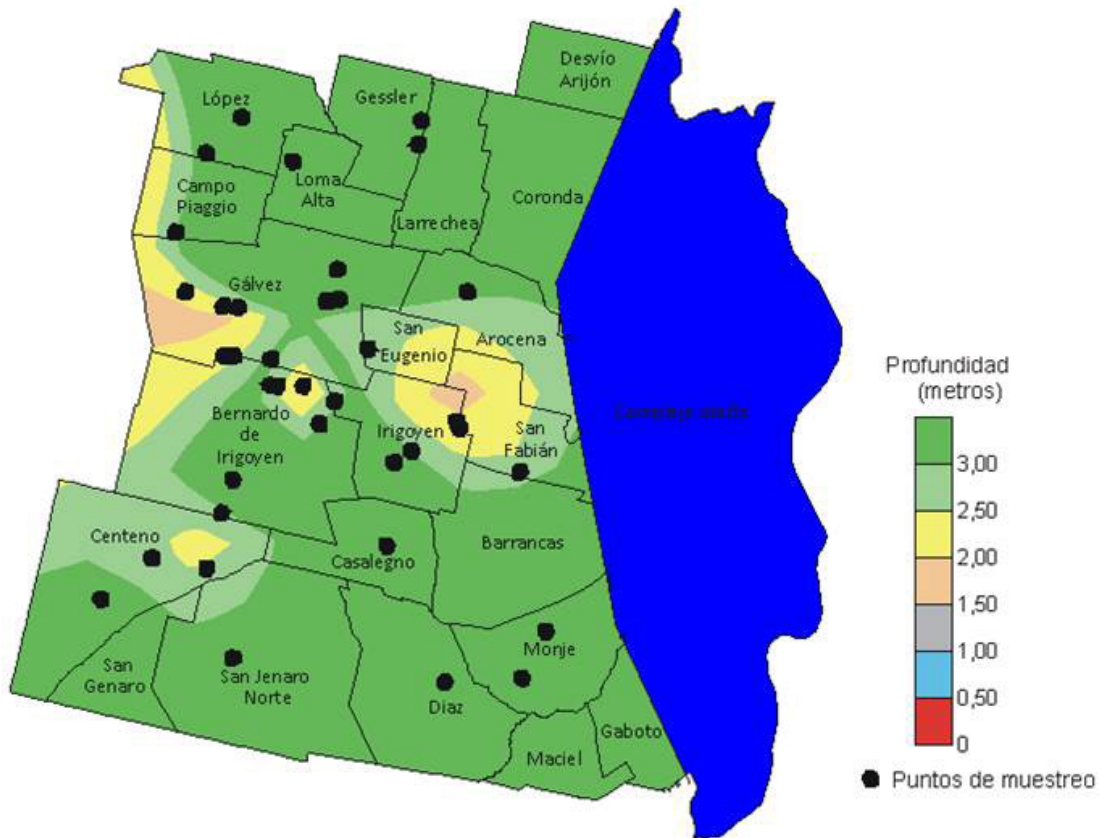 Desvío
Arijón
López
Gessler
Campo
Piaggio
Loma
Alta
Larrechea
Coronda
Gálvez
San
Eugenio
Arocena
Bernardo
de
Irigoyen
Irigoyen
San
Fabián
Centeno
Casalegno
Barrancas
San
Genaro
San Jenaro
Norte
Diaz
Monje
Maciel
Gaboto
Profundidad
(metros)
3,00
2,50
2,00
1,50
1,00
0,50
0
Puntos de muestreo